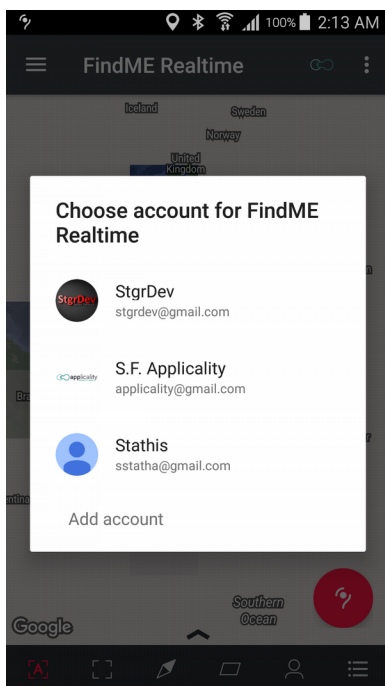 100% 2:13 AM
FindME Realtime
Iceland
Sweden
Norway
United
Kingdom
Choose account for FindME
Realtime
StgrDev
StgrDev
stgrdev@gmail.com
applicality
S.F. Applicality
applicality@gmail.com
Stathis
sstatha@gmail.com
Add account
Southern
Ocean
Google
[A]